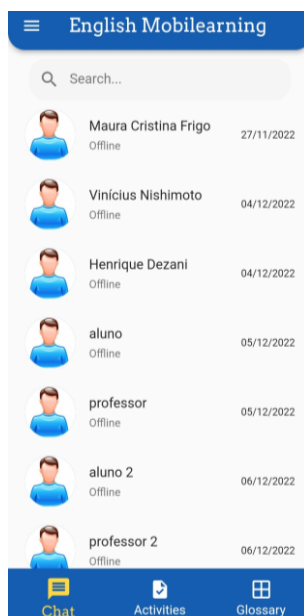 English Mobilearning
Search...
Maura Cristina Frigo
Offline
27/11/2022
Vinícius Nishimoto
Offline
04/12/2022
Henrique Dezani
Offline
04/12/2022
aluno
Offline
05/12/2022
professor
Offline
05/12/2022
aluno 2
Offline
06/12/2022
professor 2
Offline
06/12/2022
Chat
Activities
Glossary